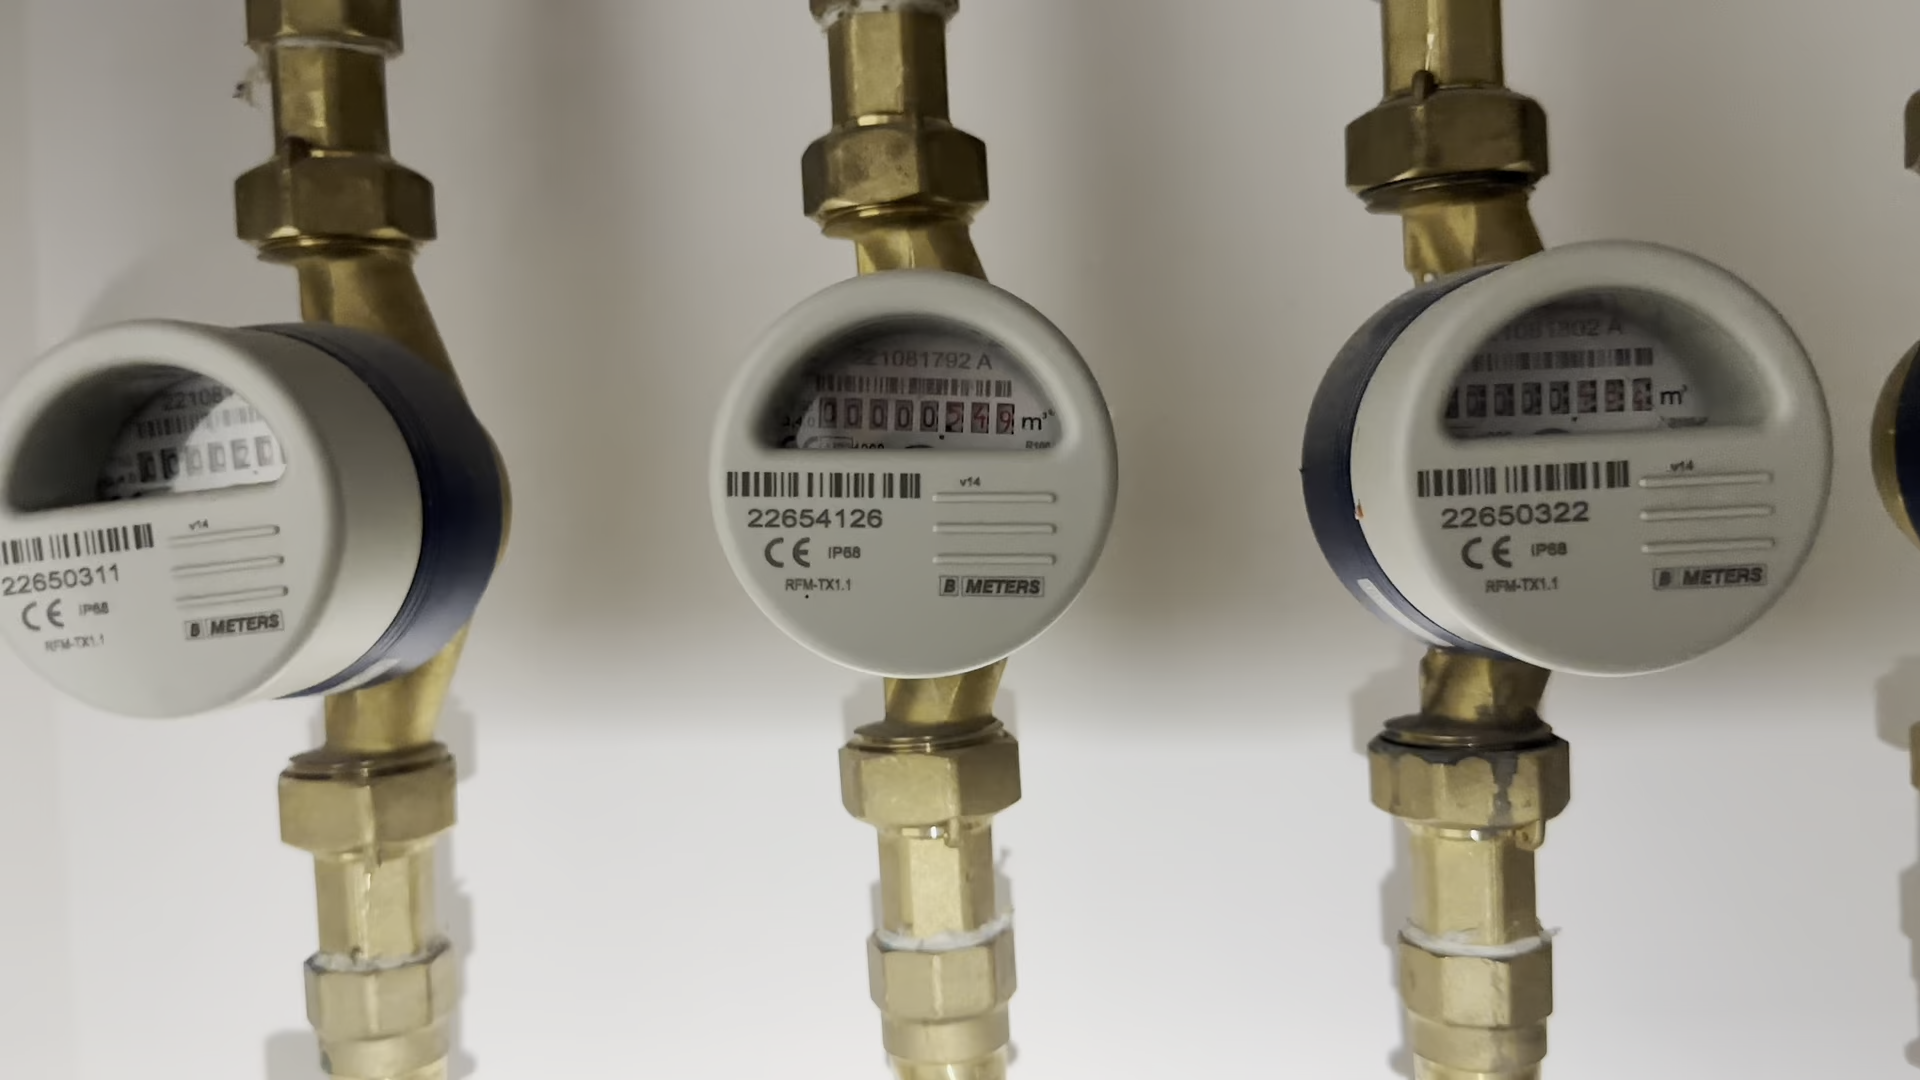 v14
22650311
CE IP68
RFM-TX1.1
B METERS
221081792 A
00000549 m³
v14
22654126
CE IP68
RFM-TX1.1
B METERS
m³
v14
22650322
CE IP68
RFM-TX1.1
B METERS